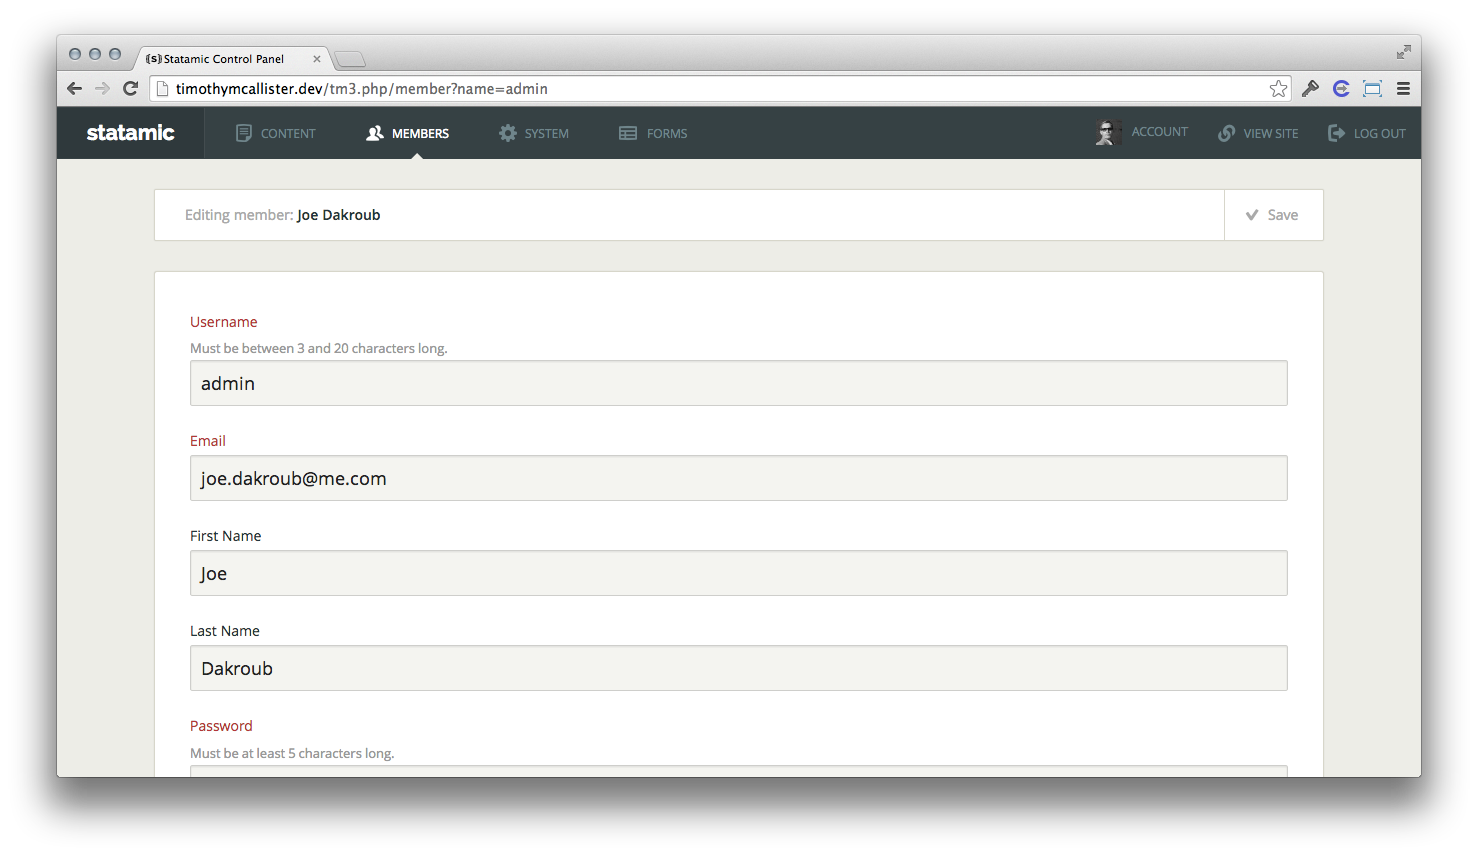 {s} Statamic Control Panel
timothymcallister.dev/tm3.php/member?name=admin
statamic CONTENT MEMBERS SYSTEM FORMS ACCOUNT VIEW SITE LOG OUT
Editing member: Joe Dakroub Save
Username
Must be between 3 and 20 characters long.
admin
Email
joe.dakroub@me.com
First Name
Joe
Last Name
Dakroub
Password
Must be at least 5 characters long.